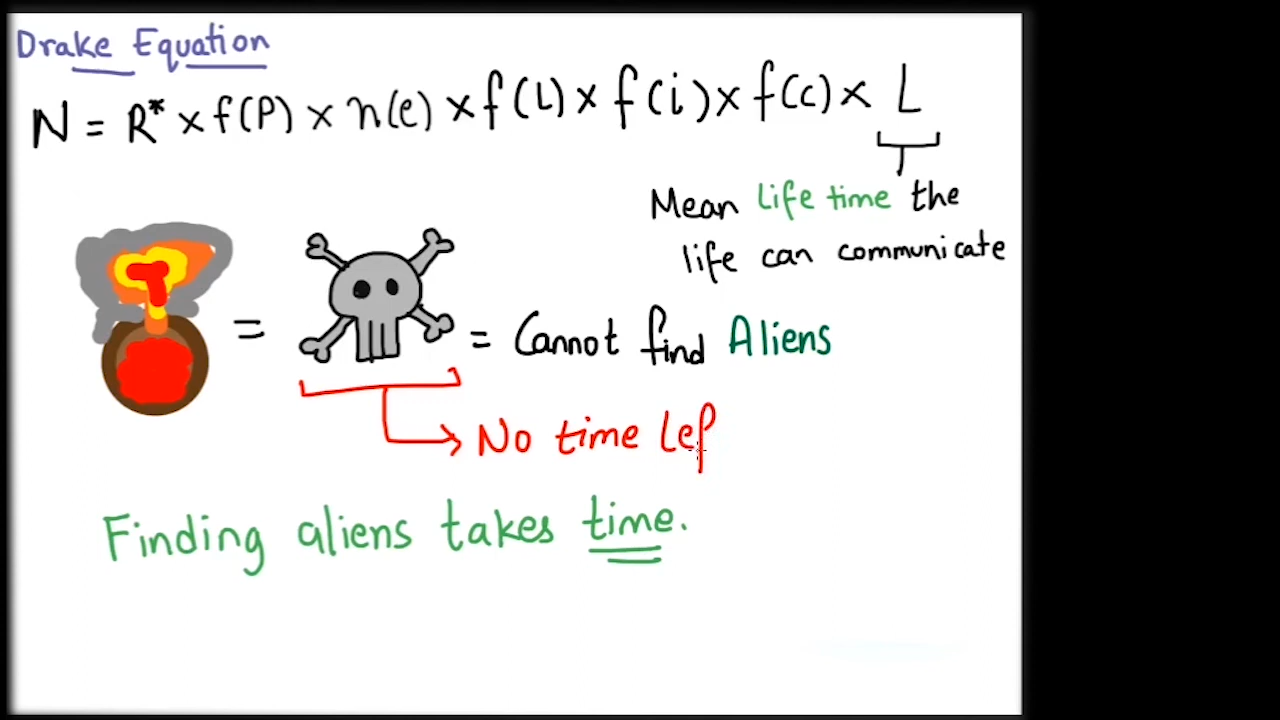 Drake Equation
N = R* × f(P) × n(e) × f(L) × f(i) × f(c) × L
Mean life time the
life can communicate
= = Cannot find Aliens
No time Lef
Finding aliens takes time.